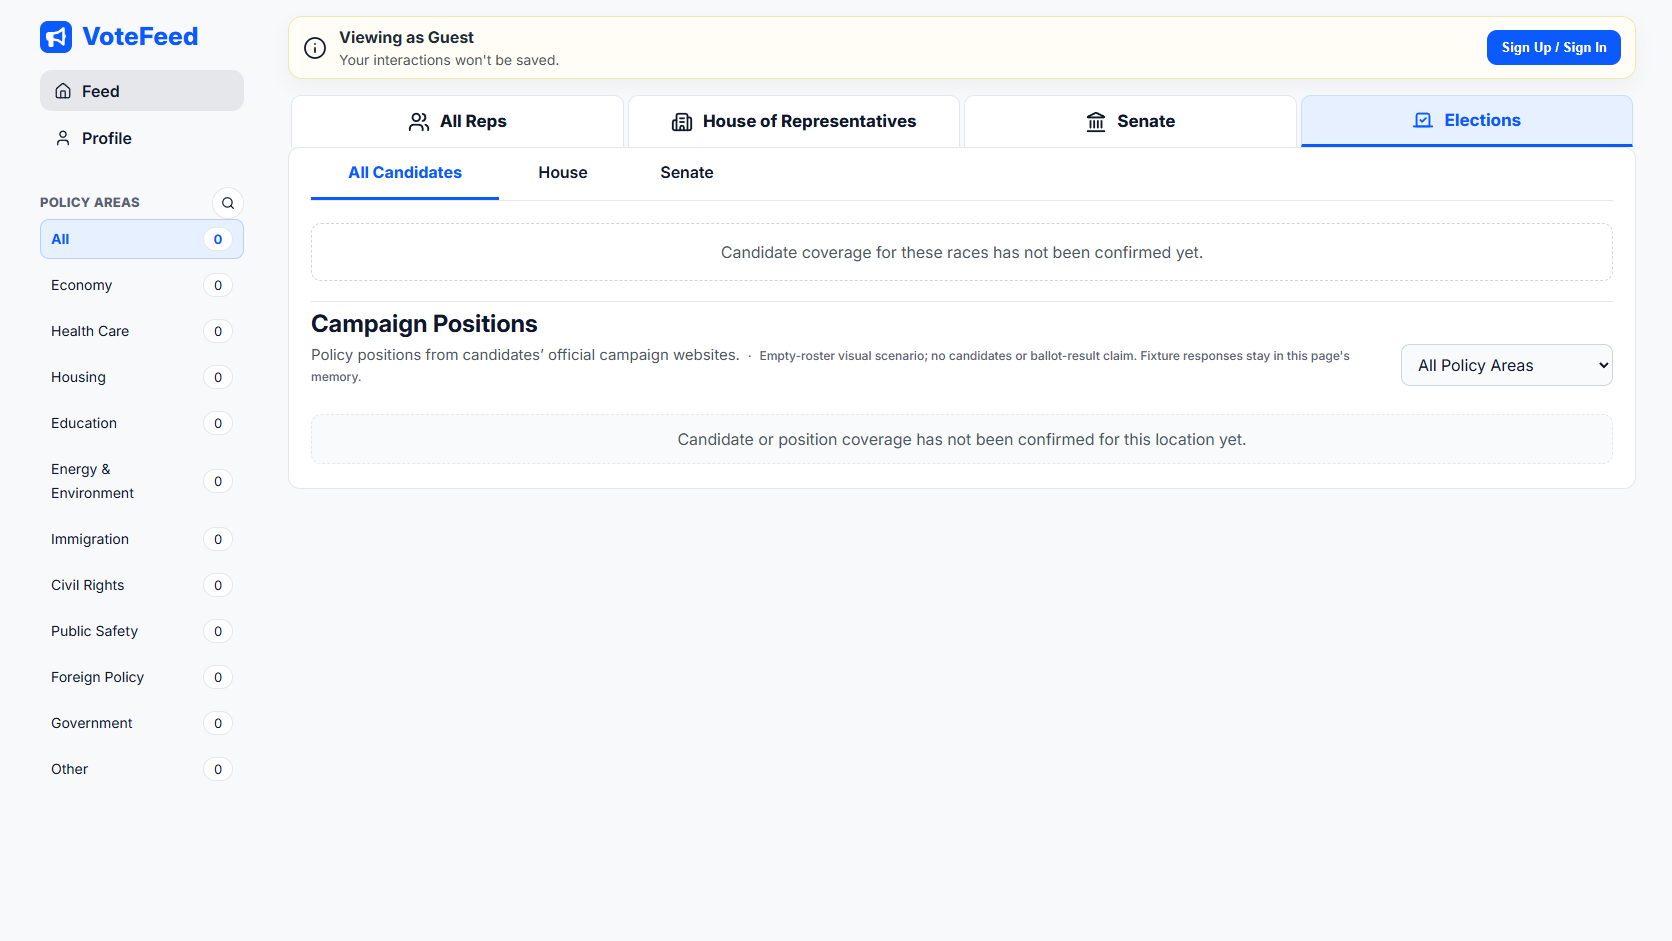 VoteFeed
Feed
Profile
POLICY AREAS
All 0
Economy 0
Health Care 0
Housing 0
Education 0
Energy &
Environment 0
Immigration 0
Civil Rights 0
Public Safety 0
Foreign Policy 0
Government 0
Other 0
Viewing as Guest
Your interactions won't be saved.
Sign Up / Sign In
All Reps
House of Representatives
Senate
Elections
All Candidates
House
Senate
Candidate coverage for these races has not been confirmed yet.
Campaign Positions
Policy positions from candidates’ official campaign websites. · Empty-roster visual scenario; no candidates or ballot-result claim. Fixture responses stay in this page's
memory.
All Policy Areas
Candidate or position coverage has not been confirmed for this location yet.